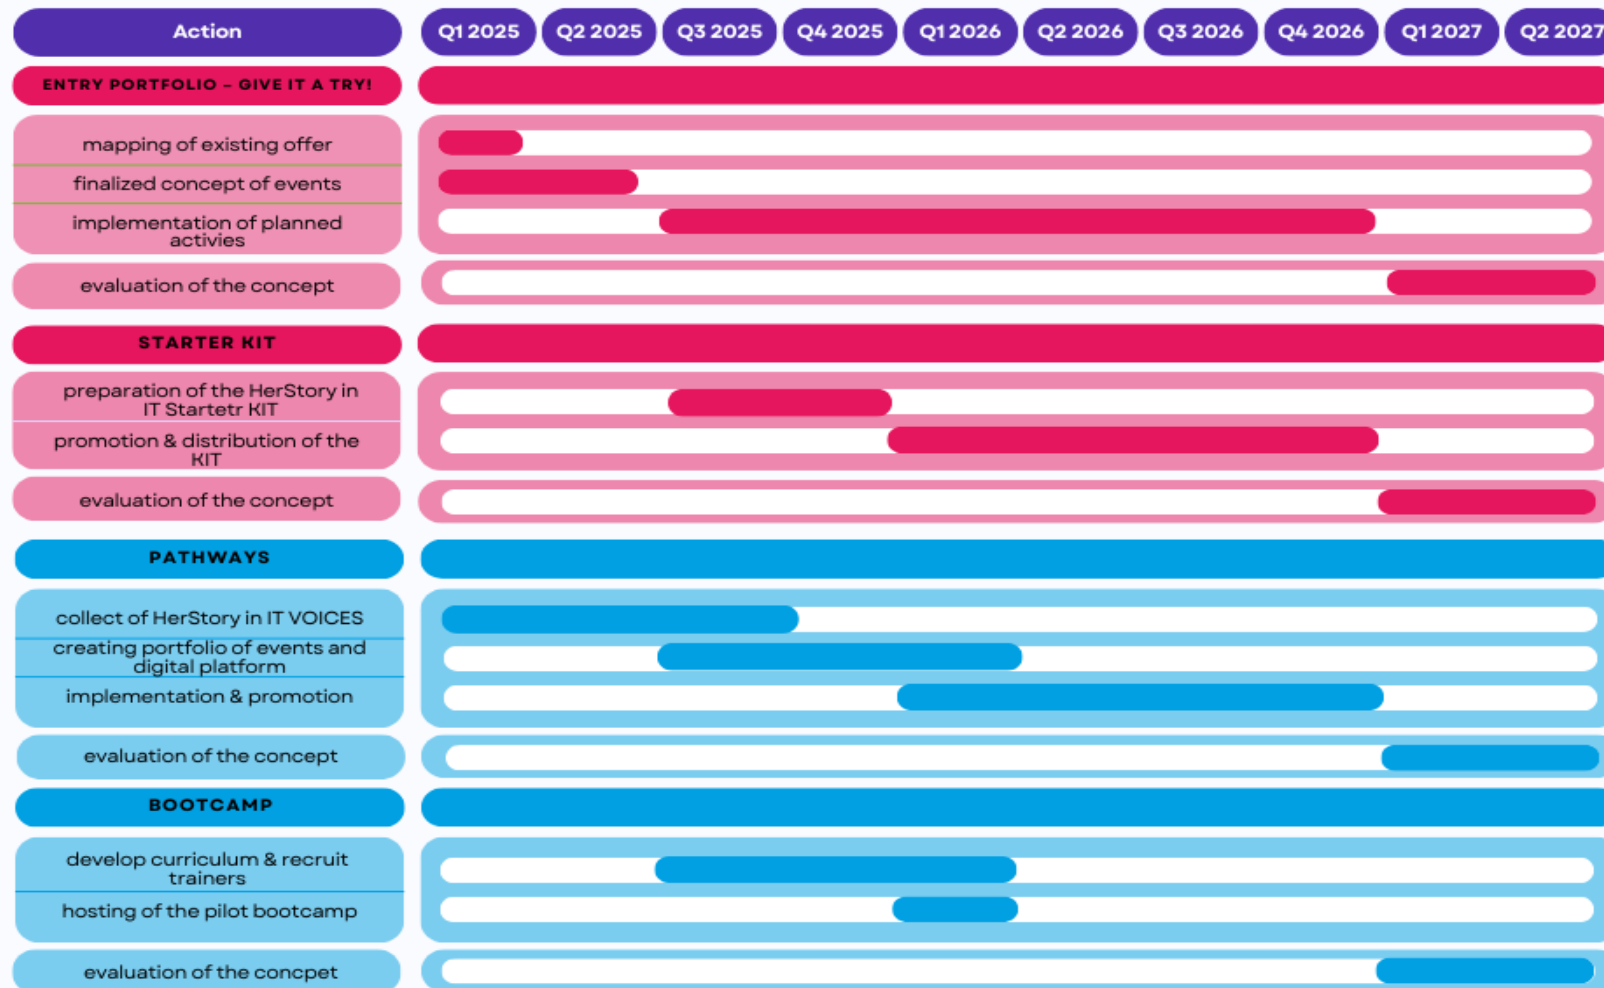 Action Q1 2025 Q2 2025 Q3 2025 Q4 2025 Q1 2026 Q2 2026 Q3 2026 Q4 2026 Q1 2027 Q2 2027
ENTRY PORTFOLIO – GIVE IT A TRY!
mapping of existing offer
finalized concept of events
implementation of planned
activies
evaluation of the concept
STARTER KIT
preparation of the HerStory in
IT Startetr KIT
promotion & distribution of the
KIT
evaluation of the concept
PATHWAYS
collect of HerStory in IT VOICES
creating portfolio of events and
digital platform
implementation & promotion
evaluation of the concept
BOOTCAMP
develop curriculum & recruit
trainers
hosting of the pilot bootcamp
evaluation of the concpet